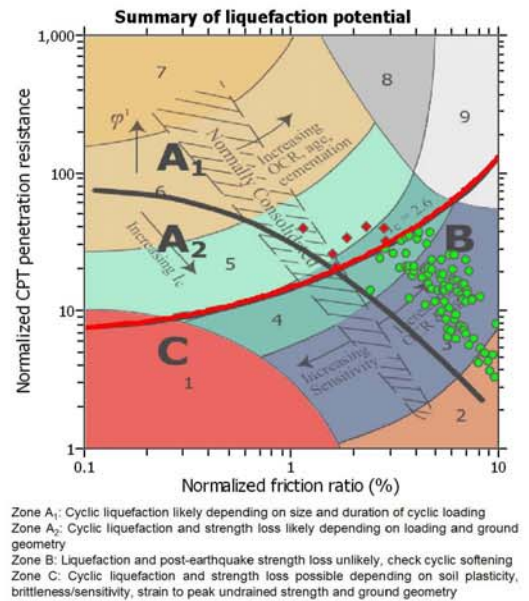 Summary of liquefaction potential
1,000
100
10
1
0.1
1
10
Normalized CPT penetration resistance
Normalized friction ratio (%)
7
8
9
φ'
A1
Increasing
OCR, age,
cementation
Normally Consolidated
6
A2
Increasing Ic
5
Ic = 2.6
B
4
C
1
Increasing
Sensitivity
OCR
3
2
Zone A1: Cyclic liquefaction likely depending on size and duration of cyclic loading
Zone A2: Cyclic liquefaction and strength loss likely depending on loading and ground
geometry
Zone B: Liquefaction and post-earthquake strength loss unlikely, check cyclic softening
Zone C: Cyclic liquefaction and strength loss possible depending on soil plasticity,
brittleness/sensitivity, strain to peak undrained strength and ground geometry